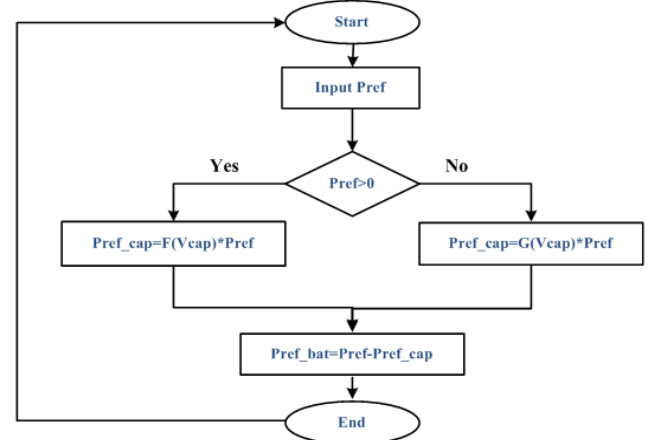 Start
Input Pref
Pref>0
Yes
No
Pref_cap=F(Vcap)*Pref
Pref_cap=G(Vcap)*Pref
Pref_bat=Pref-Pref_cap
End